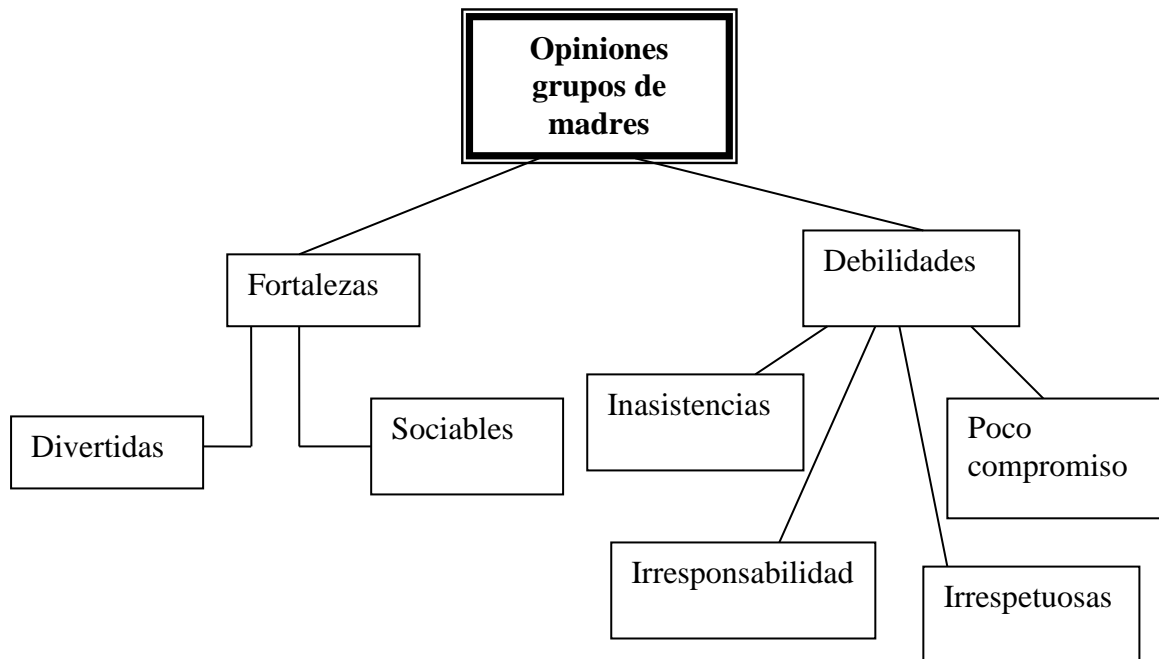 Opiniones
grupos de
madres
Fortalezas
Debilidades
Divertidas
Sociables
Inasistencias
Poco
compromiso
Irresponsabilidad
Irrespetuosas